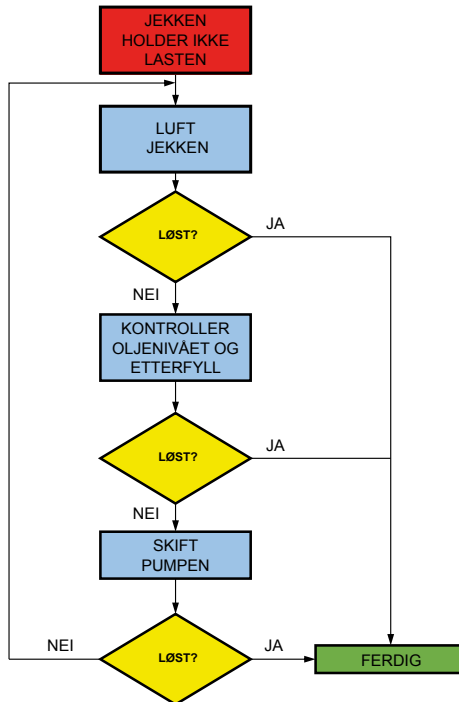 JEKKEN
HOLDER IKKE
LASTEN
LUFT
JEKKEN
LØST?
JA
NEI
KONTROLLER
OLJENIVÅET OG
ETTERFYLL
LØST?
JA
NEI
SKIFT
PUMPEN
NEI
LØST?
JA
FERDIG